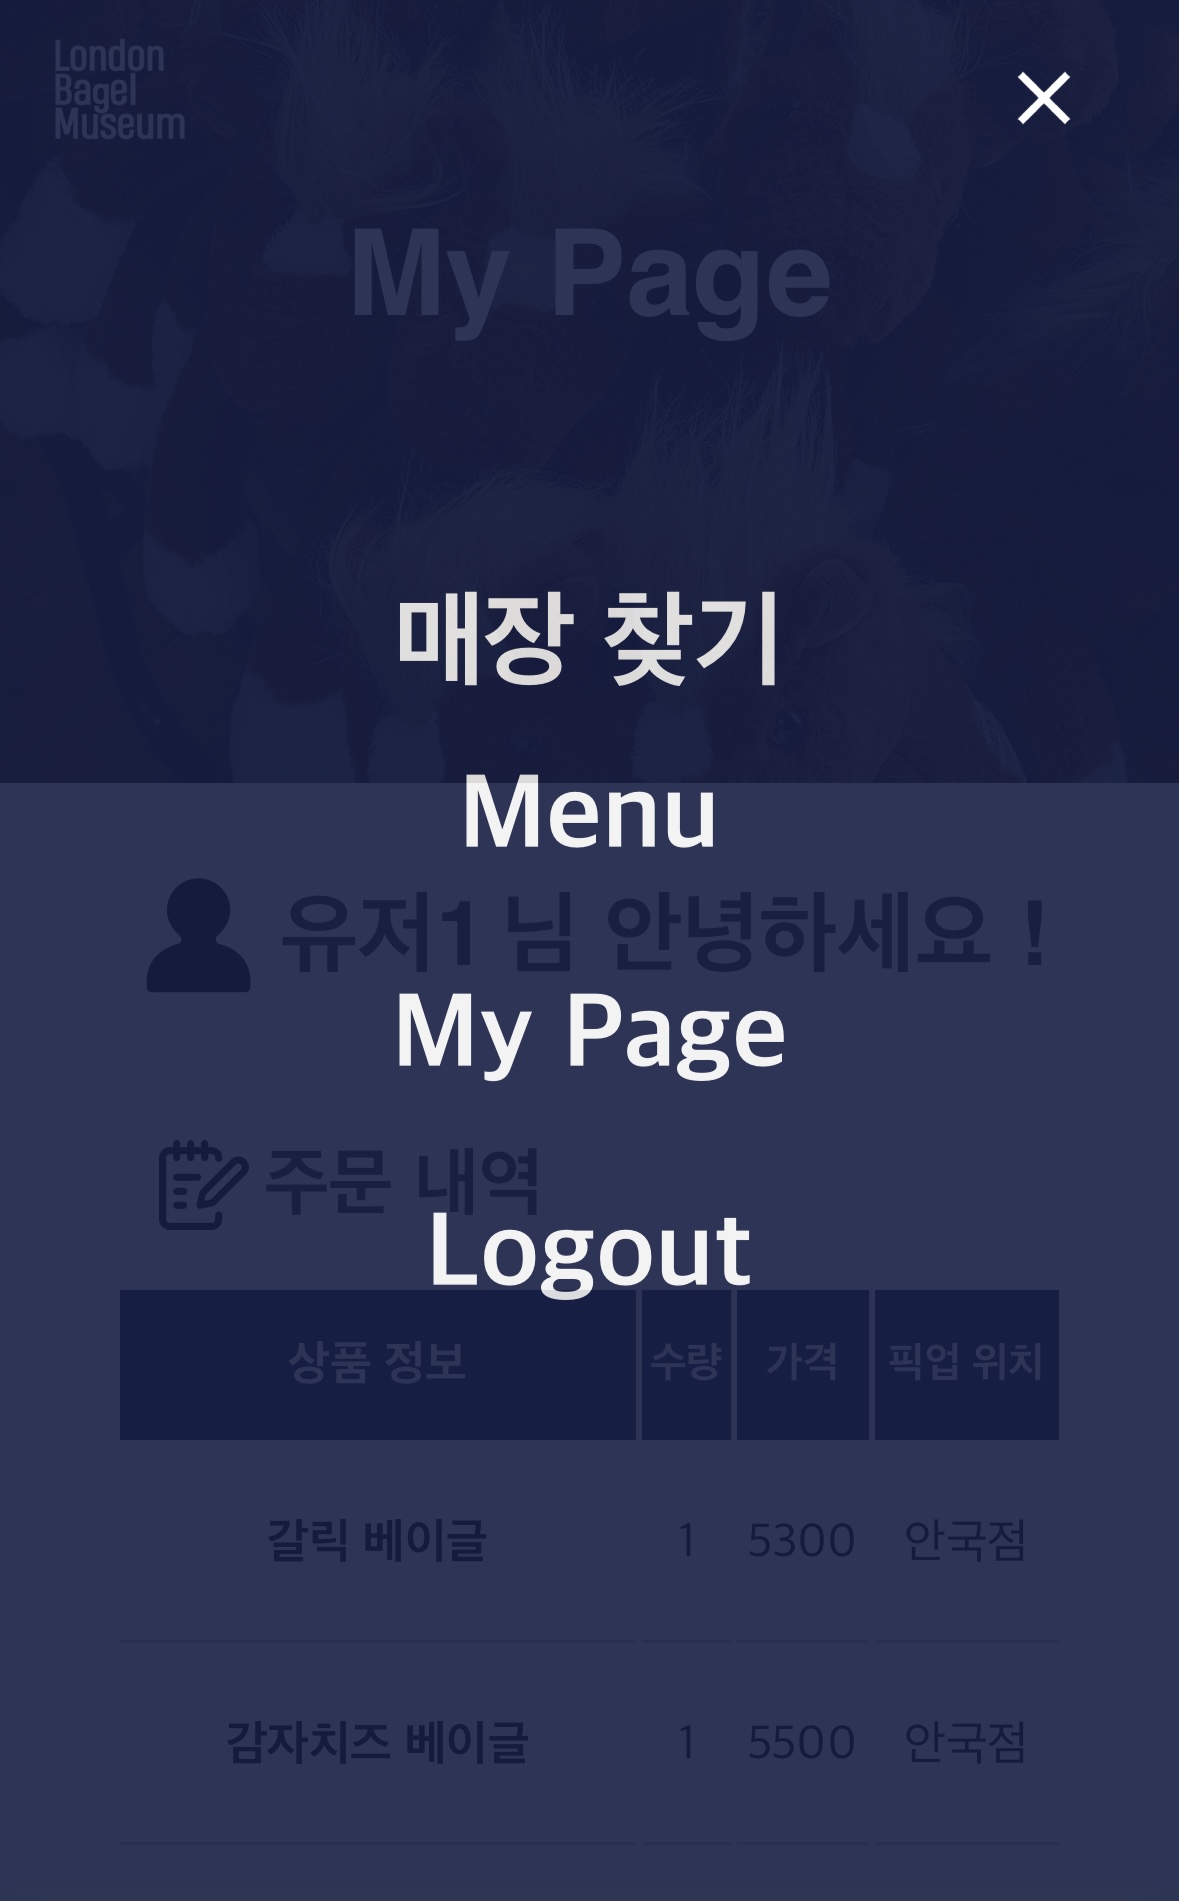 London
Bagel
Museum
My Page
매장 찾기
Menu
유저1 님 안녕하세요 !
My Page
주문 내역
Logout
상품 정보 수량 가격 픽업 위치
갈릭 베이글 1 5300 안국점
감자치즈 베이글 1 5500 안국점